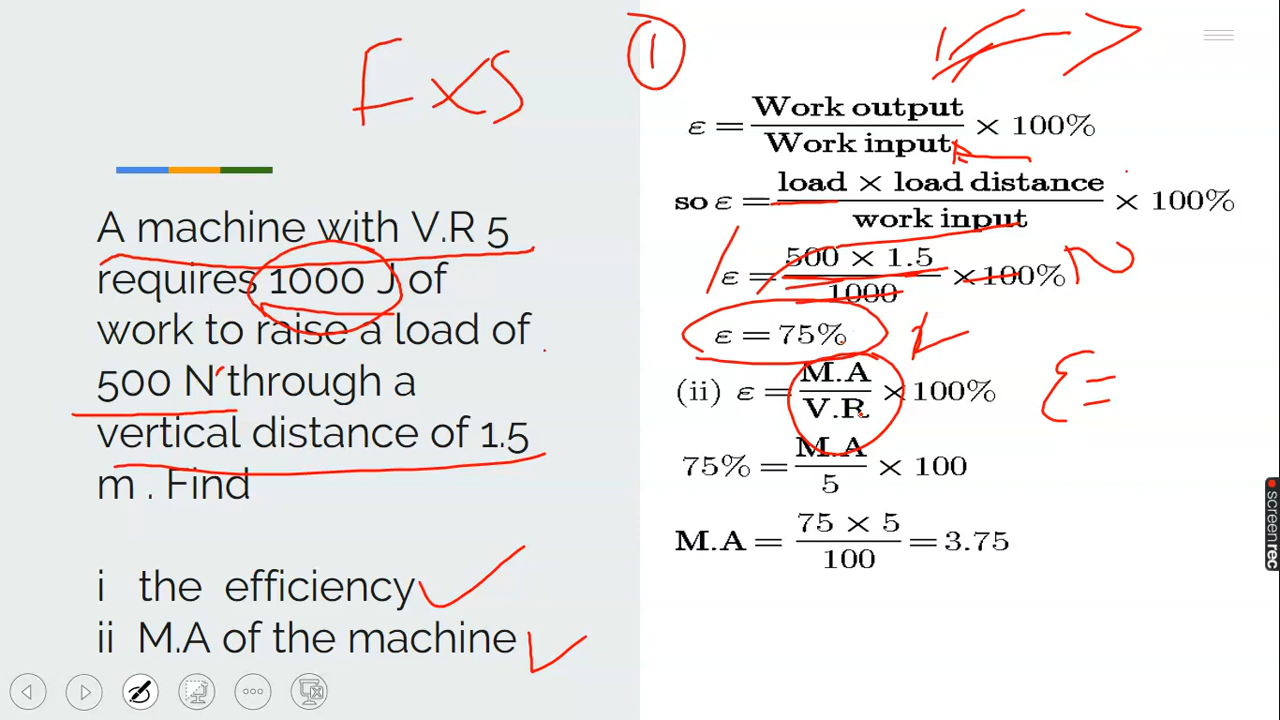 F x S
A machine with V.R 5
requires 1000 J of
work to raise a load of
500 N through a
vertical distance of 1.5
m . Find
i the efficiency
ii M.A of the machine
1
ε = Work output / Work input × 100%
so ε = load × load distance / work input × 100%
ε = 500 × 1.5 / 1000 × 100%
ε = 75%
(ii) ε = M.A / V.R × 100%
ε =
75% = M.A / 5 × 100
M.A = 75 × 5 / 100 = 3.75
screenrec